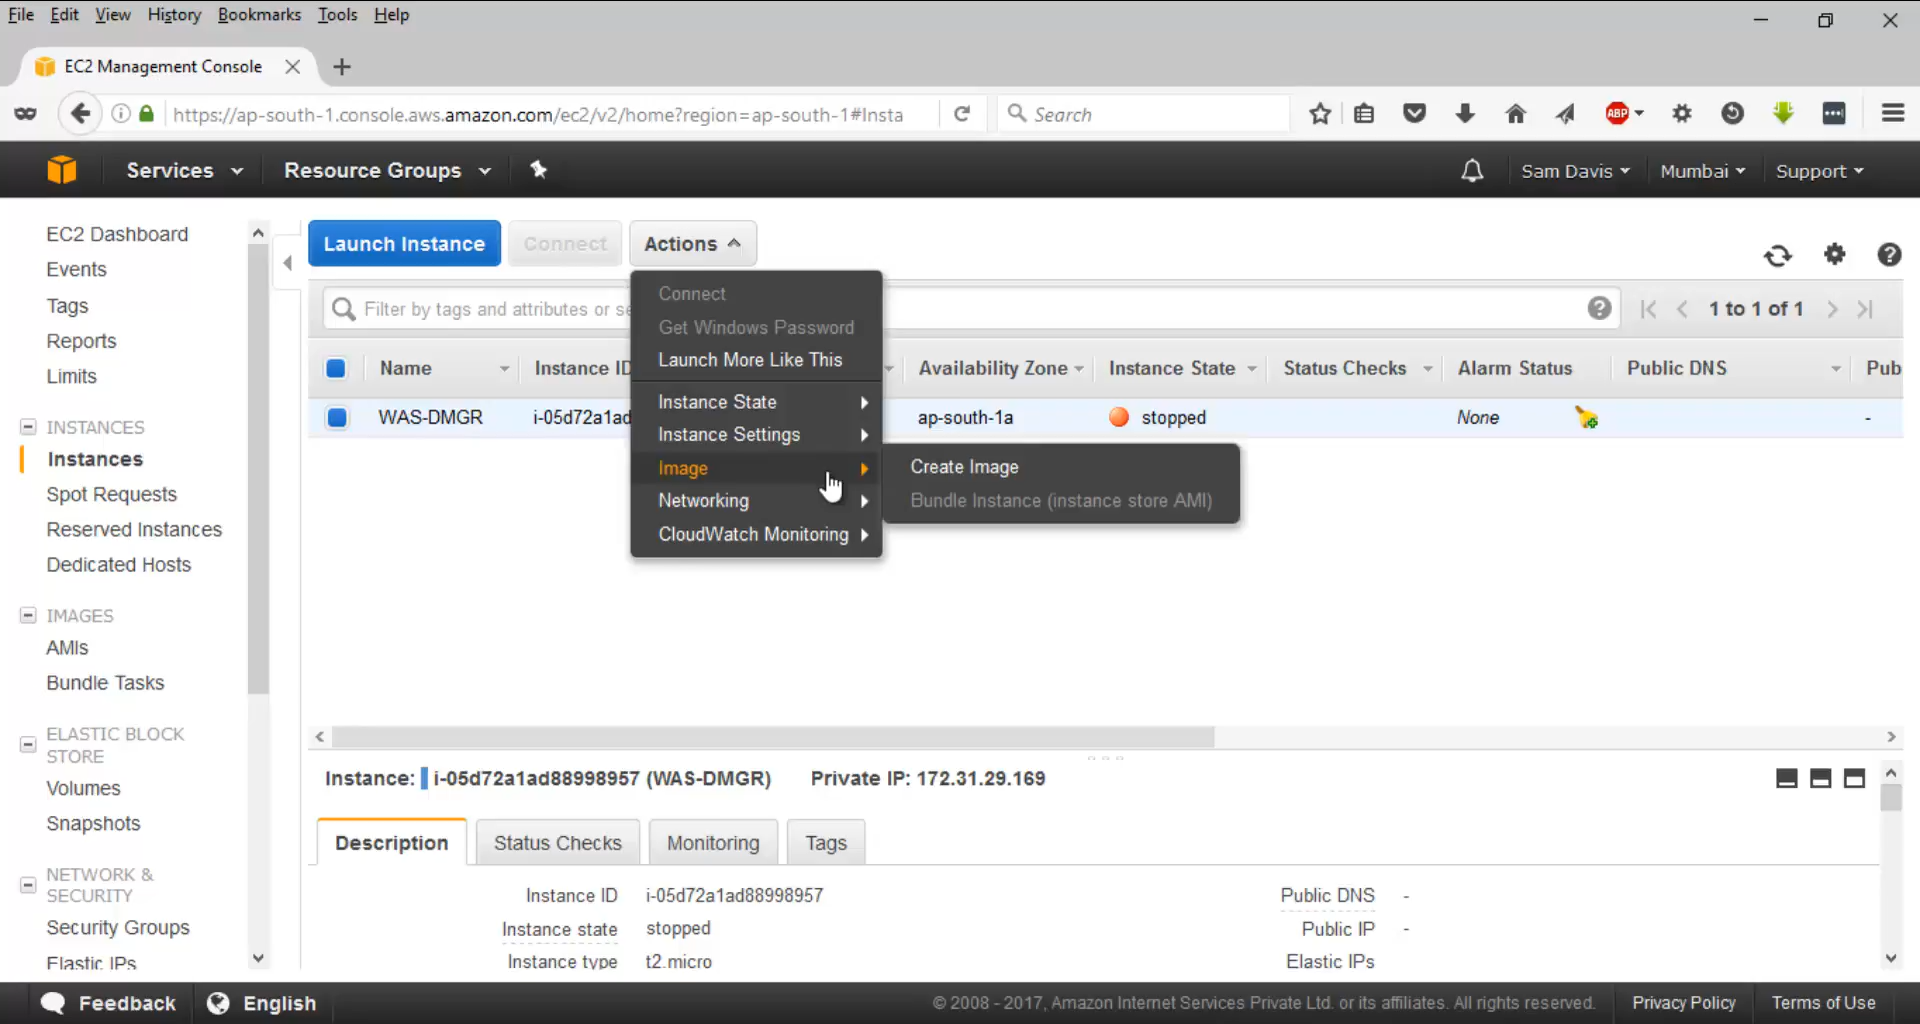 File Edit View History Bookmarks Tools Help
EC2 Management Console
https://ap-south-1.console.aws.amazon.com/ec2/v2/home?region=ap-south-1#Insta
Search
ABP
Services Resource Groups
Sam Davis Mumbai Support
EC2 Dashboard
Events
Tags
Reports
Limits
INSTANCES
Instances
Spot Requests
Reserved Instances
Dedicated Hosts
IMAGES
AMIs
Bundle Tasks
ELASTIC BLOCK
STORE
Volumes
Snapshots
NETWORK &
SECURITY
Security Groups
Elastic IPs
Launch Instance Connect Actions
Filter by tags and attributes or se
1 to 1 of 1
Name Instance ID Availability Zone Instance State Status Checks Alarm Status Public DNS Pub
WAS-DMGR i-05d72a1ad ap-south-1a stopped None -
Connect
Get Windows Password
Launch More Like This
Instance State
Instance Settings
Image
Networking
CloudWatch Monitoring
Create Image
Bundle Instance (instance store AMI)
Instance: i-05d72a1ad88998957 (WAS-DMGR) Private IP: 172.31.29.169
Description Status Checks Monitoring Tags
Instance ID i-05d72a1ad88998957 Public DNS -
Instance state stopped Public IP -
Instance type t2.micro Elastic IPs
Feedback English
© 2008 - 2017, Amazon Internet Services Private Ltd. or its affiliates. All rights reserved. Privacy Policy Terms of Use